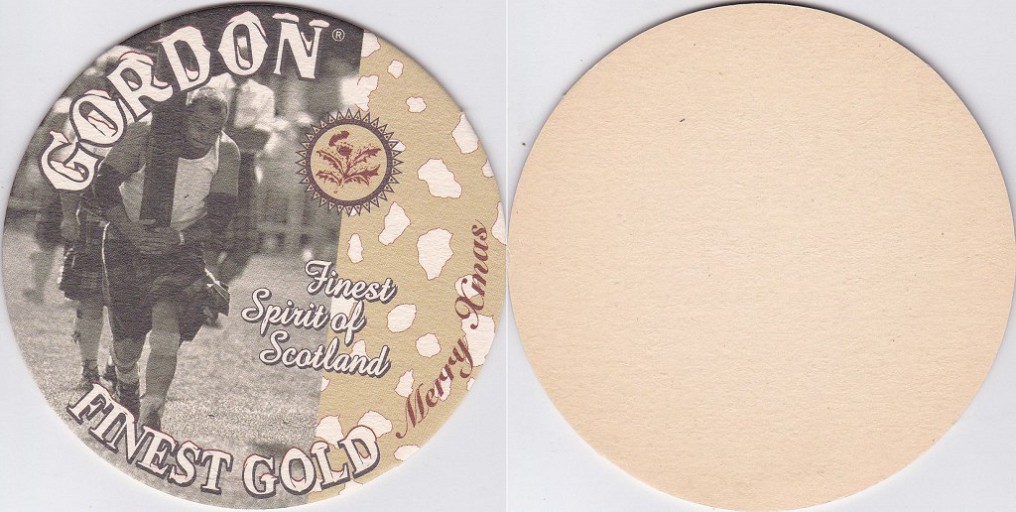 GORDON®
Finest
Spirit of
Scotland
Merry Xmas
FINEST GOLD